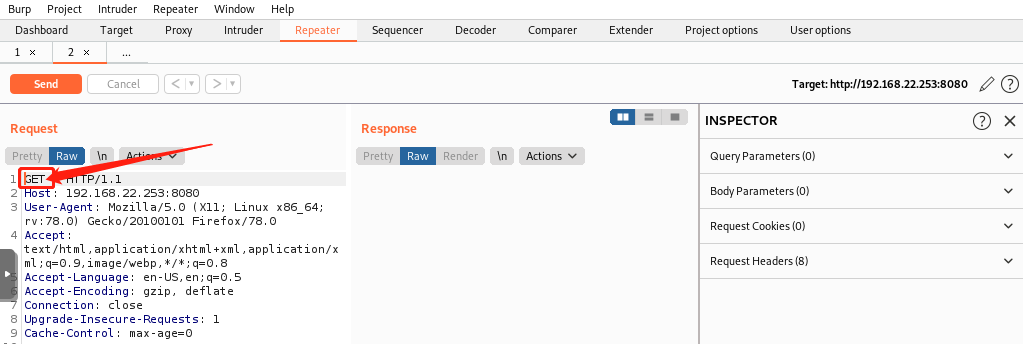 Burp Project Intruder Repeater Window Help
Dashboard Target Proxy Intruder Repeater Sequencer Decoder Comparer Extender Project options User options
1 × 2 × ...
Send Cancel < > Target: http://192.168.22.253:8080 ?
Request
Pretty Raw \n Actions
1 GET HTTP/1.1
2 Host: 192.168.22.253:8080
3 User-Agent: Mozilla/5.0 (X11; Linux x86_64;
rv:78.0) Gecko/20100101 Firefox/78.0
4 Accept:
text/html,application/xhtml+xml,application/x
ml;q=0.9,image/webp,*/*;q=0.8
5 Accept-Language: en-US,en;q=0.5
6 Accept-Encoding: gzip, deflate
7 Connection: close
8 Upgrade-Insecure-Requests: 1
9 Cache-Control: max-age=0
Response
Pretty Raw Render \n Actions
INSPECTOR ? ×
Query Parameters (0)
Body Parameters (0)
Request Cookies (0)
Request Headers (8)